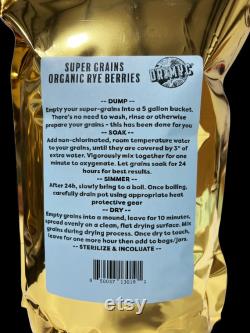 SUPER GRAINS
ORGANIC RYE BERRIES
-- DUMP --
Empty your super-grains into a 5 gallon bucket.
There's no need to wash, rinse or otherwise
prepare your grains - this has been done for you
-- SOAK --
Add non-chlorinated, room temperature water
to your grains, until they are covered by 3" of
extra water. Vigorously mix together for one
minute to oxygenate. Let grains soak for 24
hours for best results.
-- SIMMER --
After 24h, slowly bring to a boil. Once boiling,
carefully drain pot using appropriate heat
protective gear
-- DRY --
Empty grains into a mound, leave for 10 minutes,
spread evenly on a clean, flat drying surface. Mix
grains during drying process. Once dry to touch,
leave for one more hour then add to bags/jars.
-- STERILIZE & INCOLUATE --
Etsy